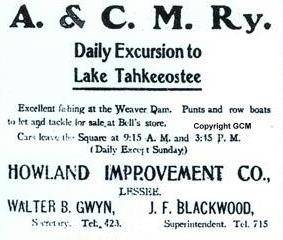 A. & C. M. Ry.
Daily Excursion to
Lake Tahkeeostee
Excellent fishing at the Weaver Dam. Punts and row boats
to let and tackle for sale at Bell's store.
Copyright GCM
Cars leave the Square at 9:15 A. M. and 3:45 P. M.
(Daily Except Sunday)
HOWLAND IMPROVEMENT CO.,
LESSEE.
WALTER B. GWYN, J. F. BLACKWOOD,
Secretary. Tel. 423. Superintendent. Tel. 715